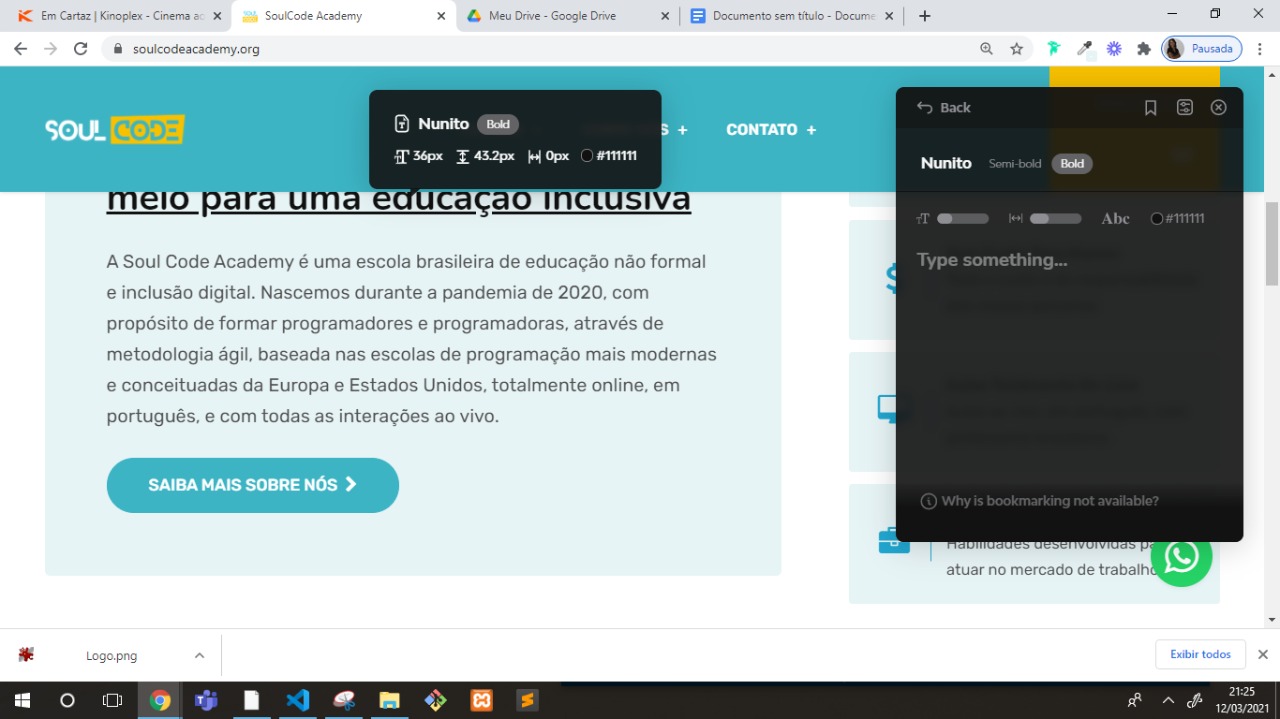 Em Cartaz | Kinoplex - Cinema ao
SoulCode Academy
Meu Drive - Google Drive
Documento sem título - Docume
soulcodeacademy.org
Pausada
SOUL CODE
Nunito Bold
36px 43.2px 0px #111111
S +
CONTATO +
Back
Nunito Semi-bold Bold
Abc #111111
Type something...
Why is bookmarking not available?
meio para uma educação inclusiva
A Soul Code Academy é uma escola brasileira de educação não formal
e inclusão digital. Nascemos durante a pandemia de 2020, com
propósito de formar programadores e programadoras, através de
metodologia ágil, baseada nas escolas de programação mais modernas
e conceituadas da Europa e Estados Unidos, totalmente online, em
português, e com todas as interações ao vivo.
SAIBA MAIS SOBRE NÓS
Habilidades desenvolvidas pa
atuar no mercado de trabalho
Logo.png
Exibir todos
21:25
12/03/2021